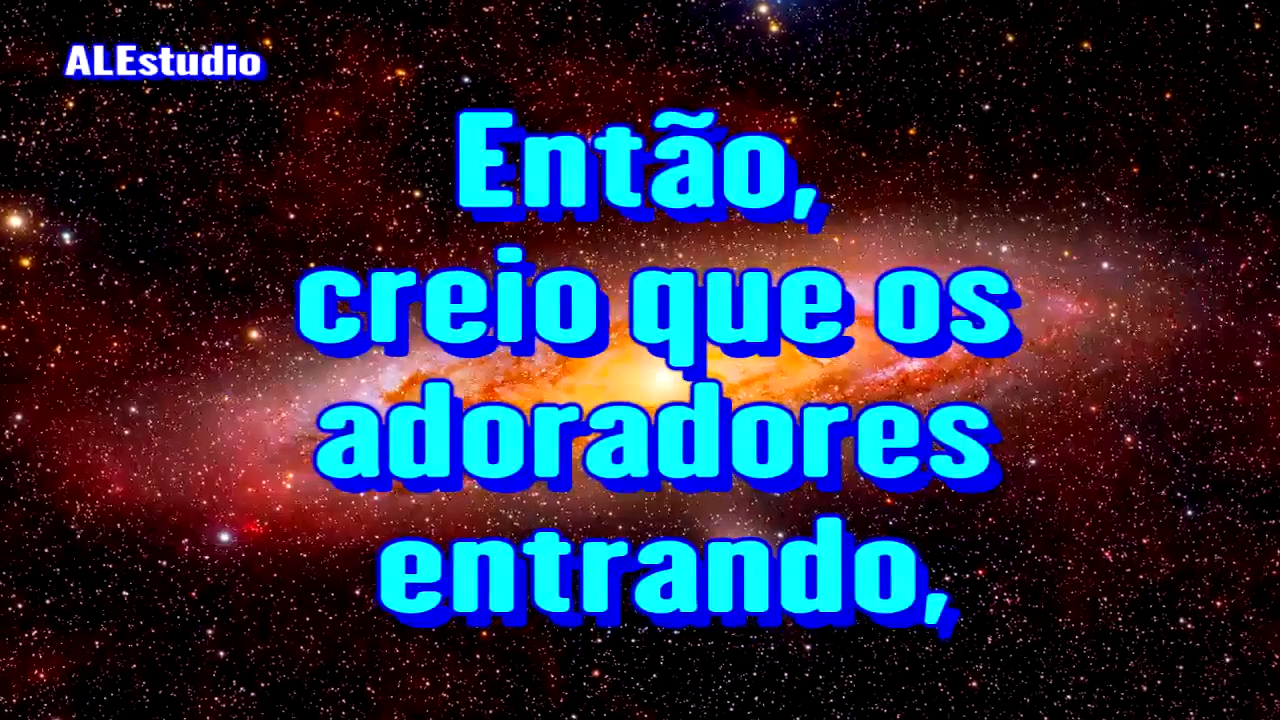 ALEstudio
Então,
creio que os
adoradores
entrando,